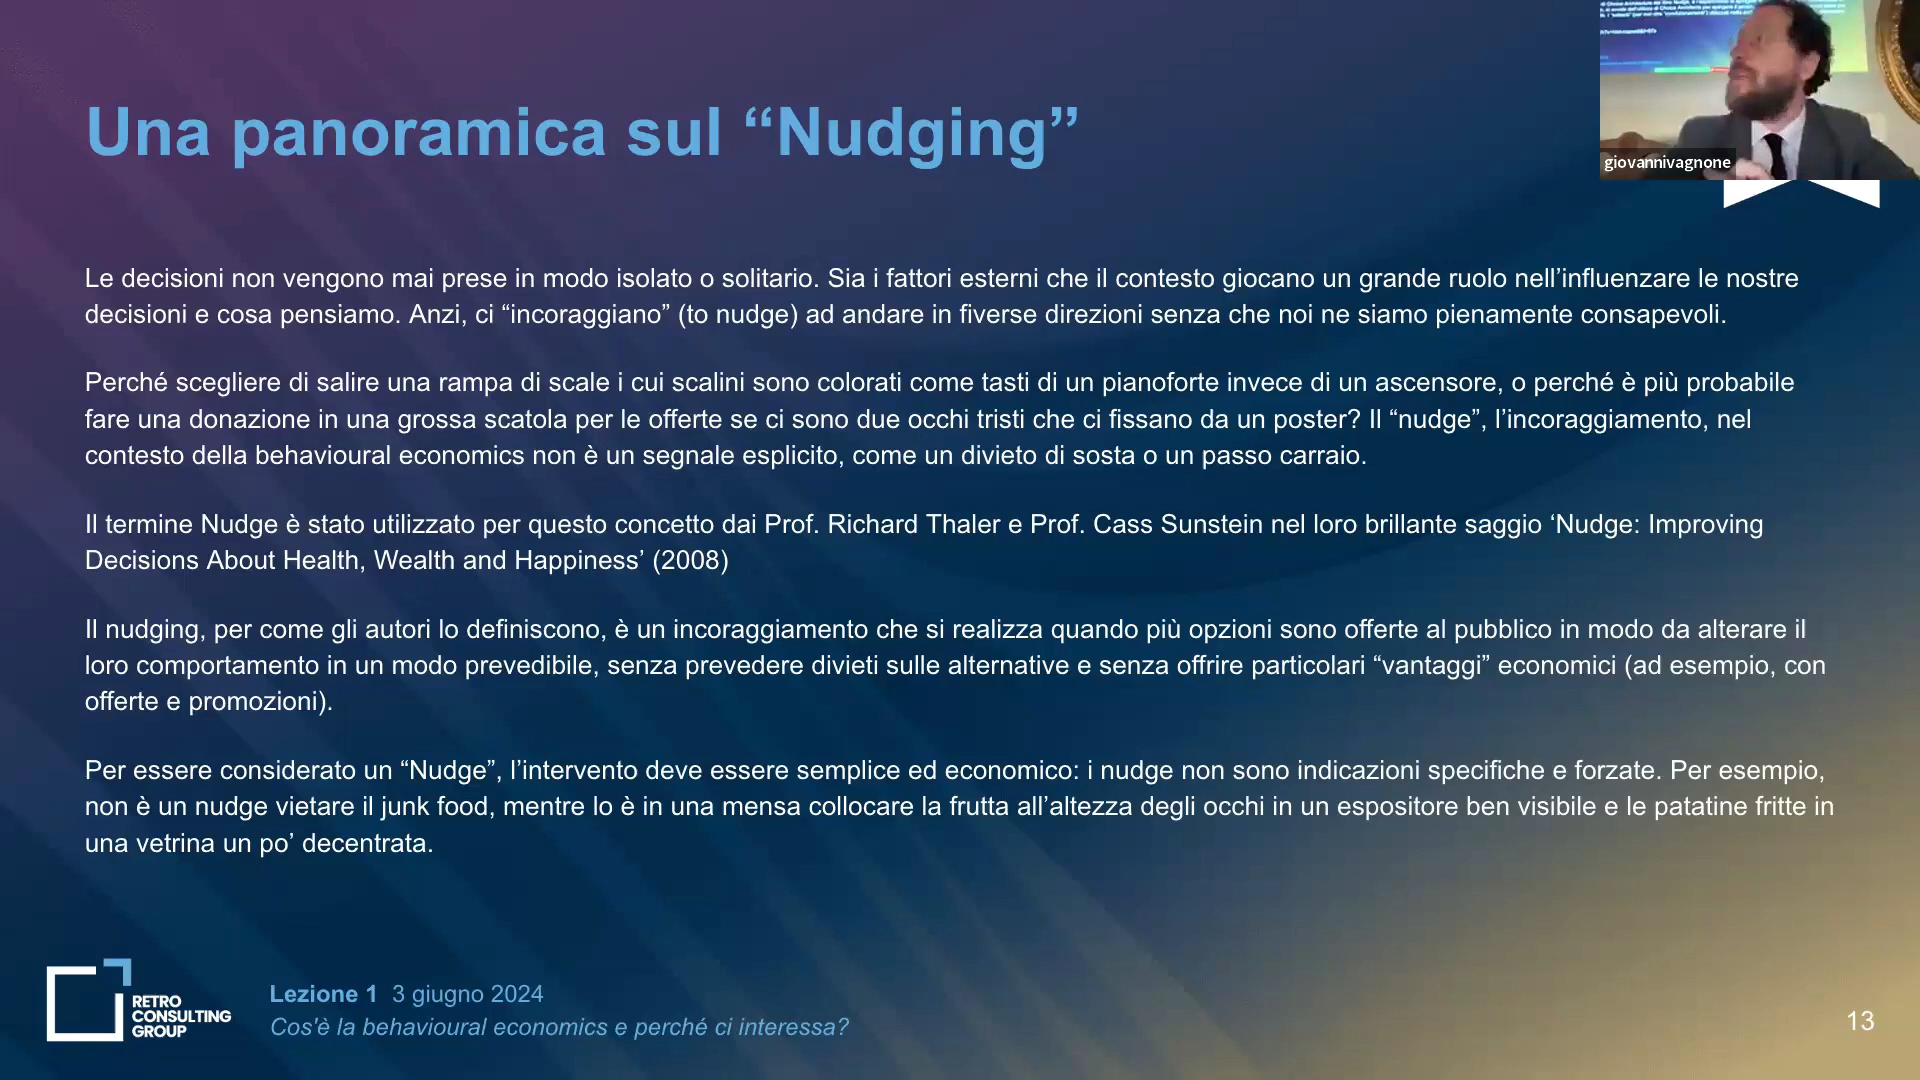 Una panoramica sul “Nudging”
giovannivagnone
Le decisioni non vengono mai prese in modo isolato o solitario. Sia i fattori esterni che il contesto giocano un grande ruolo nell’influenzare le nostre
decisioni e cosa pensiamo. Anzi, ci “incoraggiano” (to nudge) ad andare in fiverse direzioni senza che noi ne siamo pienamente consapevoli.
Perché scegliere di salire una rampa di scale i cui scalini sono colorati come tasti di un pianoforte invece di un ascensore, o perché è più probabile
fare una donazione in una grossa scatola per le offerte se ci sono due occhi tristi che ci fissano da un poster? Il “nudge”, l’incoraggiamento, nel
contesto della behavioural economics non è un segnale esplicito, come un divieto di sosta o un passo carraio.
Il termine Nudge è stato utilizzato per questo concetto dai Prof. Richard Thaler e Prof. Cass Sunstein nel loro brillante saggio ‘Nudge: Improving
Decisions About Health, Wealth and Happiness’ (2008)
Il nudging, per come gli autori lo definiscono, è un incoraggiamento che si realizza quando più opzioni sono offerte al pubblico in modo da alterare il
loro comportamento in un modo prevedibile, senza prevedere divieti sulle alternative e senza offrire particolari “vantaggi” economici (ad esempio, con
offerte e promozioni).
Per essere considerato un “Nudge”, l’intervento deve essere semplice ed economico: i nudge non sono indicazioni specifiche e forzate. Per esempio,
non è un nudge vietare il junk food, mentre lo è in una mensa collocare la frutta all’altezza degli occhi in un espositore ben visibile e le patatine fritte in
una vetrina un po’ decentrata.
RETRO
CONSULTING
GROUP
Lezione 1 3 giugno 2024
Cos'è la behavioural economics e perché ci interessa?
13